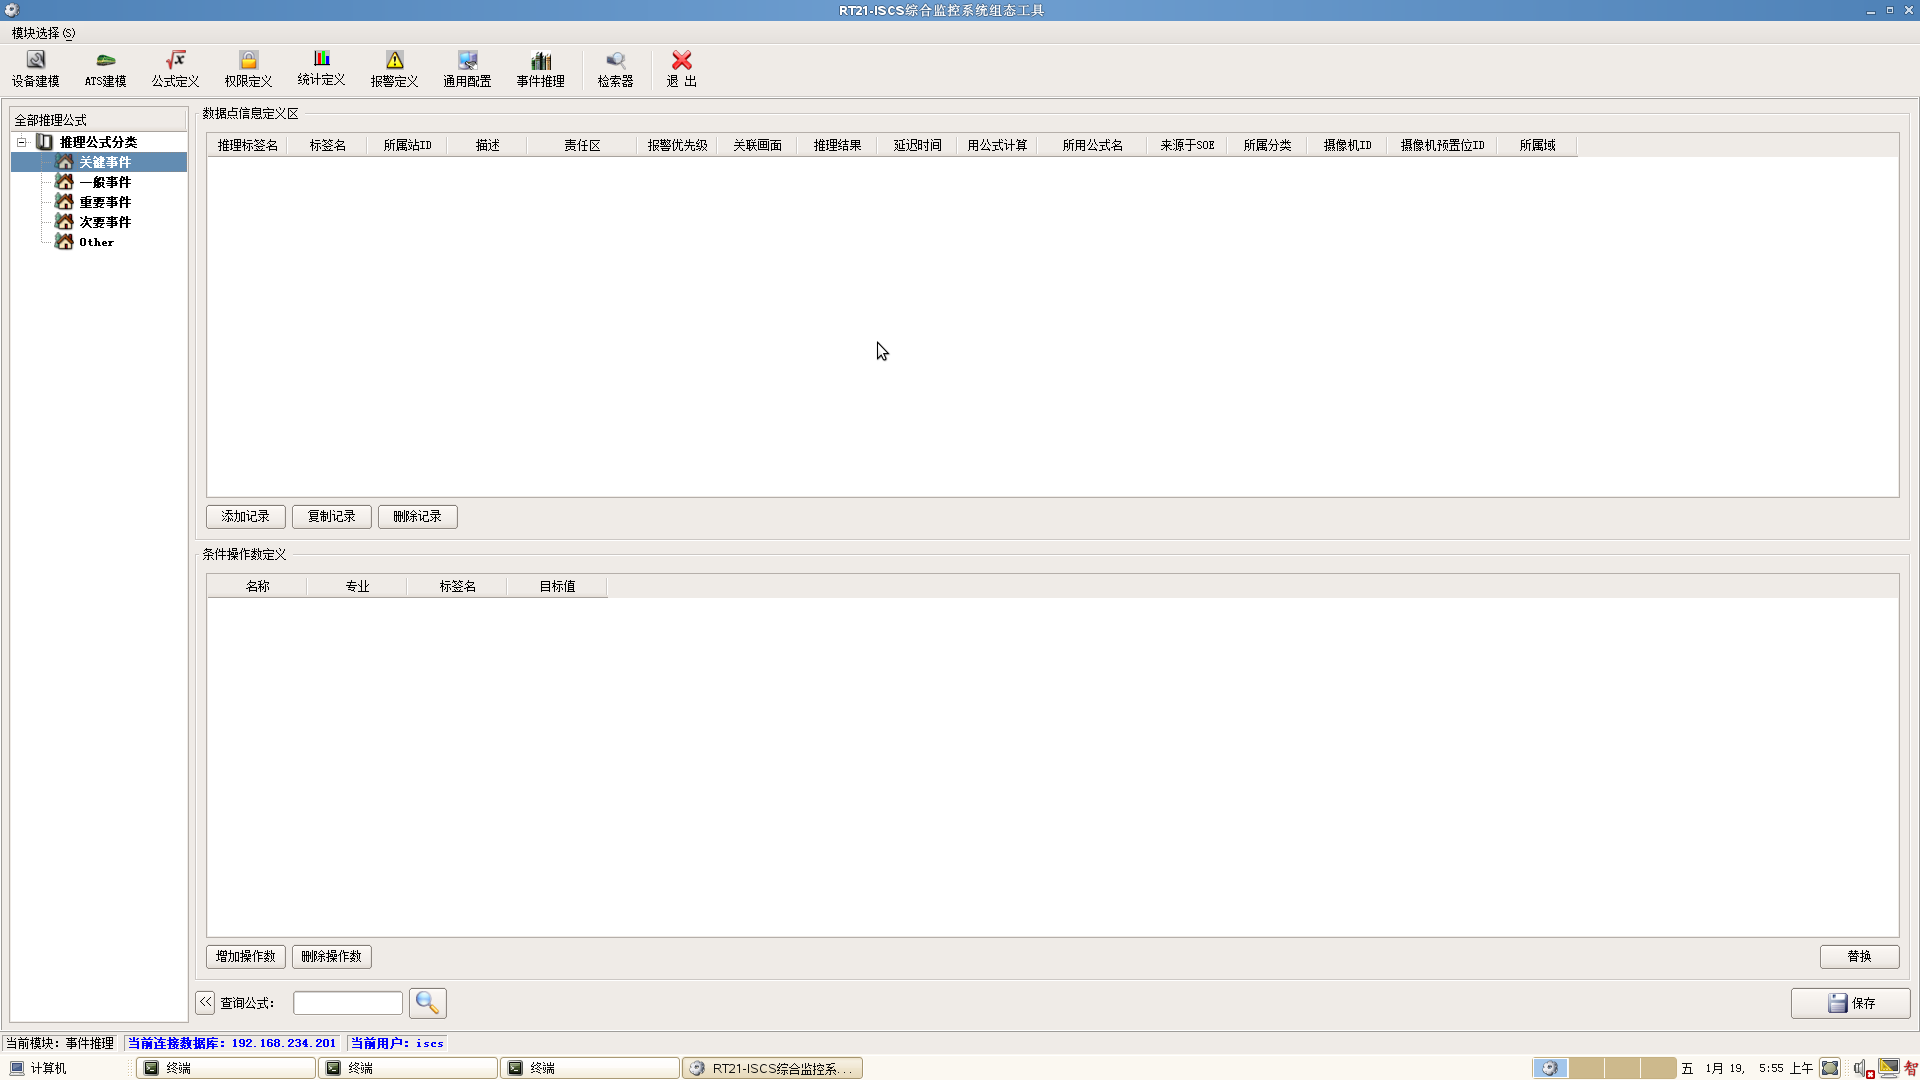 RT21-ISCS综合监控系统组态工具
模块选择(S)
设备建模 ATS建模 公式定义 权限定义 统计定义 报警定义 通用配置 事件推理 检索器 退 出
全部推理公式
推理公式分类
关键事件
一般事件
重要事件
次要事件
Other
数据点信息定义区
推理标签名 标签名 所属站ID 描述 责任区 报警优先级 关联画面 推理结果 延迟时间 用公式计算 所用公式名 来源于SOE 所属分类 摄像机ID 摄像机预置位ID 所属域
添加记录 复制记录 删除记录
条件操作数定义
名称 专业 标签名 目标值
增加操作数 删除操作数 替换
<< 查询公式: 保存
当前模块: 事件推理 当前连接数据库: 192.168.234.201 当前用户: iscs
计算机 终端 终端 终端 RT21-ISCS综合监控系... 五 1月 19, 5:55 上午 智